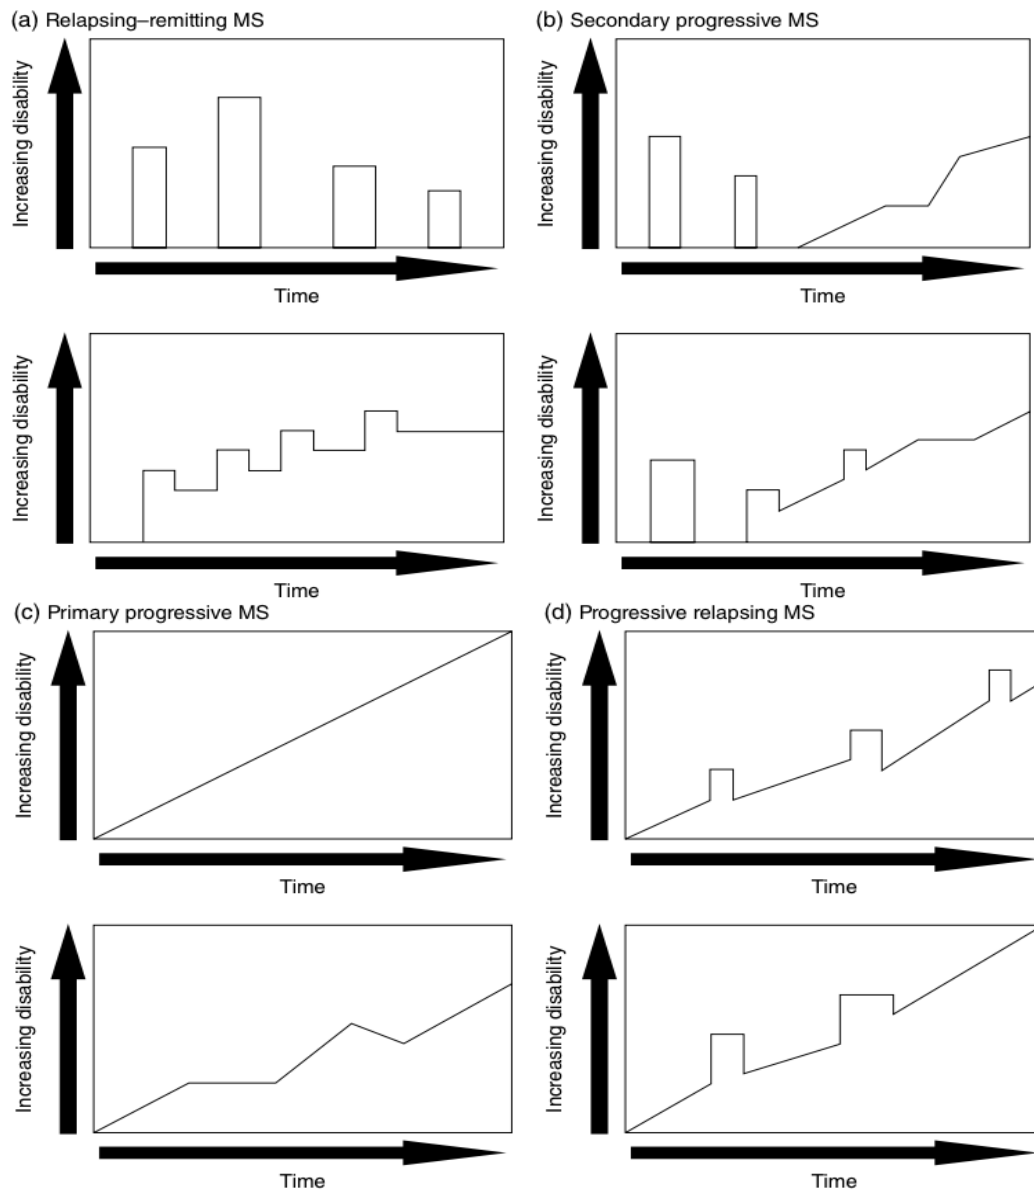 (a) Relapsing–remitting MS
Increasing disability
Time
Increasing disability
Time
(b) Secondary progressive MS
Increasing disability
Time
Increasing disability
Time
(c) Primary progressive MS
Increasing disability
Time
Increasing disability
Time
(d) Progressive relapsing MS
Increasing disability
Time
Increasing disability
Time